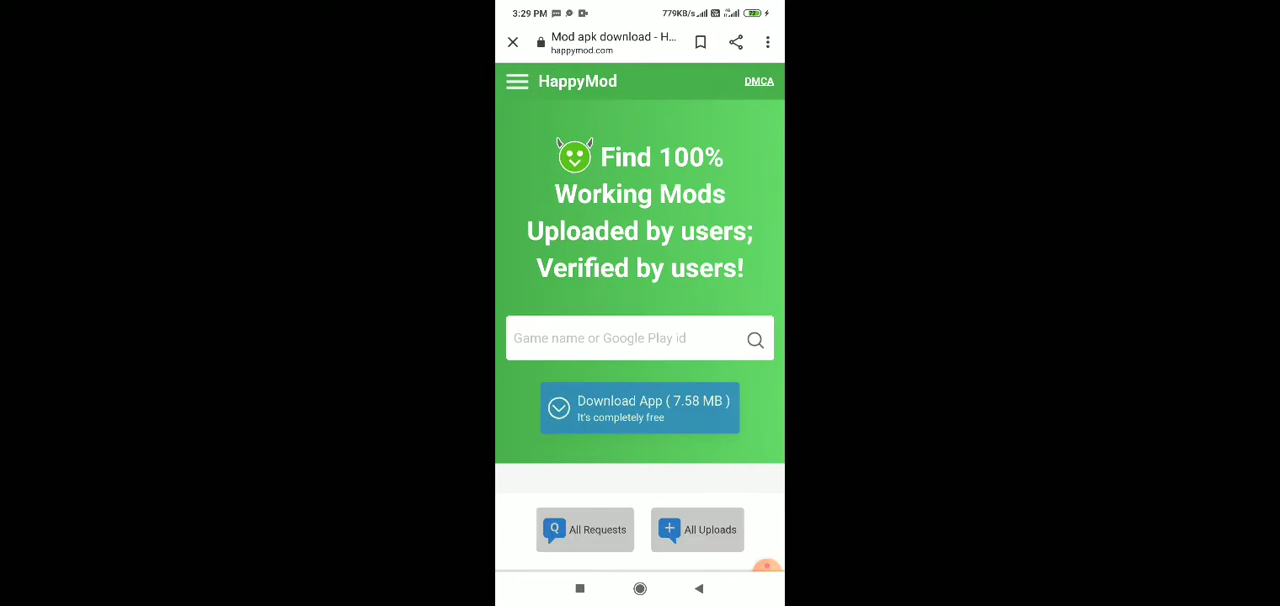 3:29 PM
779KB/s
Mod apk download - H...
happymod.com
HappyMod
DMCA
Find 100%
Working Mods
Uploaded by users;
Verified by users!
Game name or Google Play id
Download App ( 7.58 MB )
It's completely free
Q All Requests
All Uploads